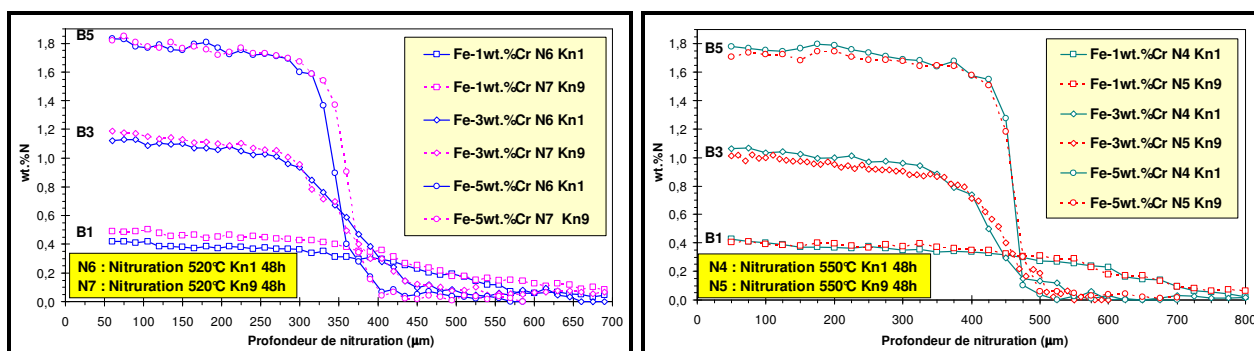 wt.%N
1,8
1,6
1,4
1,2
1,0
0,8
0,6
0,4
0,2
0,0
B5
B3
B1
Fe-1wt.%Cr N6 Kn1
Fe-1wt.%Cr N7 Kn9
Fe-3wt.%Cr N6 Kn1
Fe-3wt.%Cr N7 Kn9
Fe-5wt.%Cr N6 Kn1
Fe-5wt.%Cr N7 Kn9
N6 : Nitruration 520°C Kn1 48h
N7 : Nitruration 520°C Kn9 48h
0 50 100 150 200 250 300 350 400 450 500 550 600 650 700
Profondeur de nitruration (µm)
wt.%N
1,8
1,6
1,4
1,2
1,0
0,8
0,6
0,4
0,2
0,0
B5
B3
B1
Fe-1wt.%Cr N4 Kn1
Fe-1wt.%Cr N5 Kn9
Fe-3wt.%Cr N4 Kn1
Fe-3wt.%Cr N5 Kn9
Fe-5wt.%Cr N4 Kn1
Fe-5wt.%Cr N5 Kn9
N4 : Nitruration 550°C Kn1 48h
N5 : Nitruration 550°C Kn9 48h
0 100 200 300 400 500 600 700 800
Profondeur de nitruration (µm)